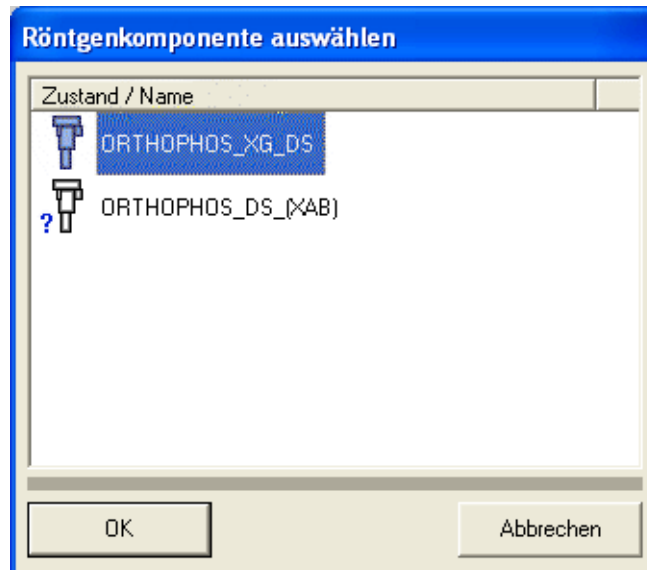 Röntgenkomponente auswählen
Zustand / Name
ORTHOPHOS_XG_DS
?
ORTHOPHOS_DS_(XAB)
OK
Abbrechen